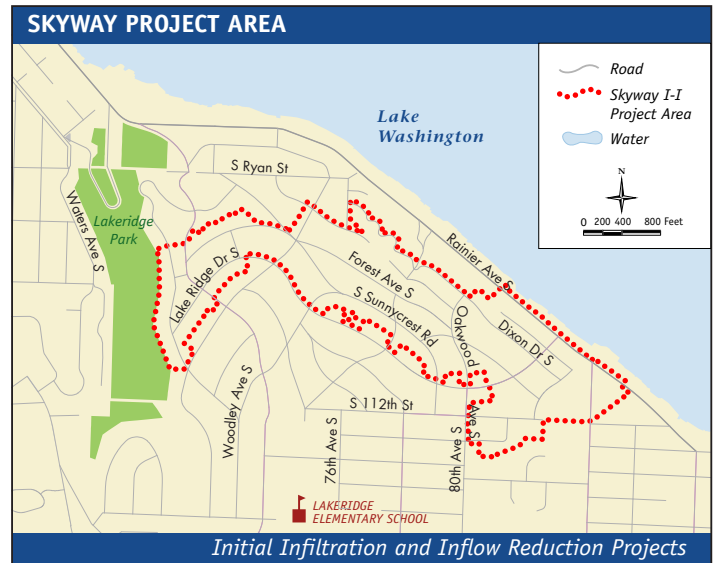 SKYWAY PROJECT AREA
Road
Skyway I-I
Project Area
Water
N
0 200 400 800 Feet
Lake
Washington
S Ryan St
Waters Ave S
Lakeridge
Park
Lake Ridge Dr S
Forest Ave S
Rainier Ave S
S Sunnycrest Rd
Oakwood
Ave S
Dixon Dr S
Woodley Ave S
S 112th St
76th Ave S
80th Ave S
LAKERIDGE
ELEMENTARY SCHOOL
Initial Infiltration and Inflow Reduction Projects